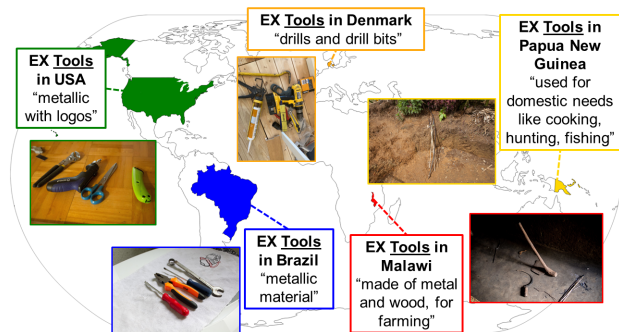 EX Tools in Denmark
“drills and drill bits”
EX Tools
in USA
“metallic
with logos”
EX Tools in
Papua New
Guinea
“used for
domestic needs
like cooking,
hunting, fishing”
EX Tools
in Brazil
“metallic
material”
EX Tools in
Malawi
“made of metal
and wood, for
farming”